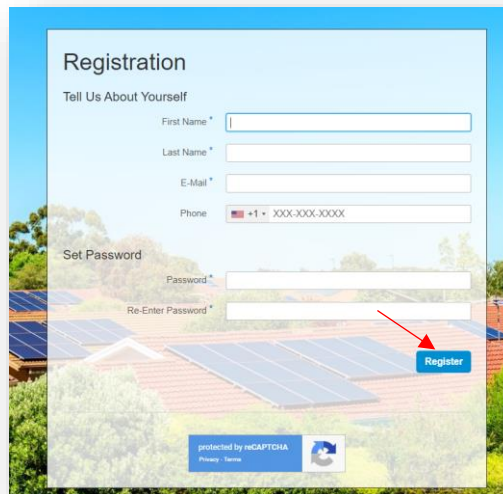 Registration
Tell Us About Yourself
First Name *
Last Name *
E-Mail *
Phone +1 XXX-XXX-XXXX
Set Password
Password *
Re-Enter Password *
Register
protected by reCAPTCHA
Privacy - Terms